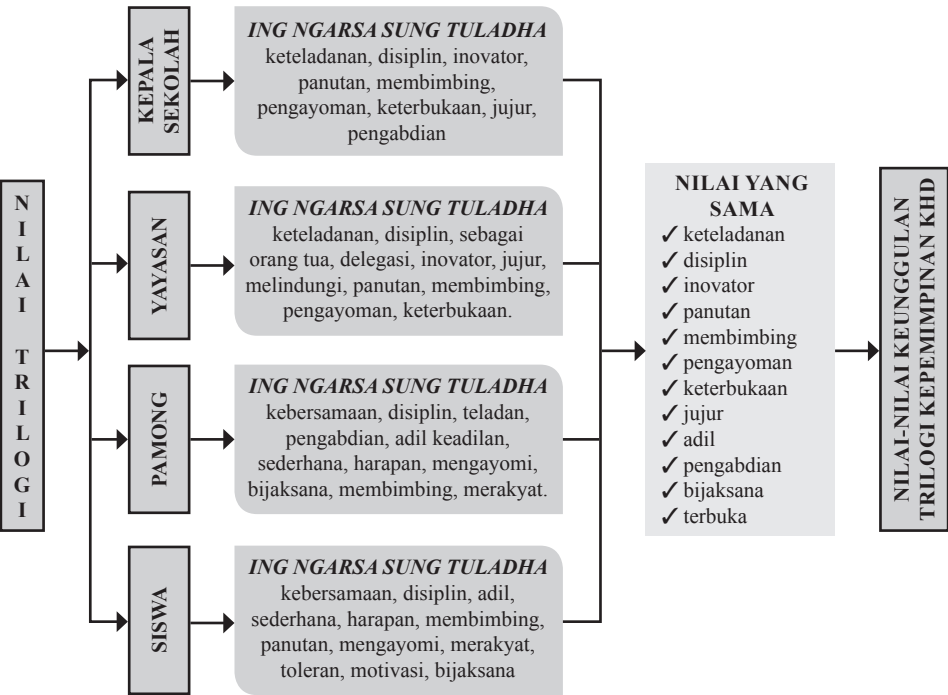 NILAI TRILOGI
KEPALA
SEKOLAH
ING NGARSA SUNG TULADHA
keteladanan, disiplin, inovator,
panutan, membimbing,
pengayoman, keterbukaan, jujur,
pengabdian
YAYASAN
ING NGARSA SUNG TULADHA
keteladanan, disiplin, sebagai
orang tua, delegasi, inovator, jujur,
melindungi, panutan, membimbing,
pengayoman, keterbukaan.
PAMONG
ING NGARSA SUNG TULADHA
kebersamaan, disiplin, teladan,
pengabdian, adil keadilan,
sederhana, harapan, mengayomi,
bijaksana, membimbing, merakyat.
SISWA
ING NGARSA SUNG TULADHA
kebersamaan, disiplin, adil,
sederhana, harapan, membimbing,
panutan, mengayomi, merakyat,
toleran, motivasi, bijaksana
NILAI YANG
SAMA
✓ keteladanan
✓ disiplin
✓ inovator
✓ panutan
✓ membimbing
✓ pengayoman
✓ keterbukaan
✓ jujur
✓ adil
✓ pengabdian
✓ bijaksana
✓ terbuka
NILAI-NILAI KEUNGGULAN
TRILOGI KEPEMIMPINAN KHD